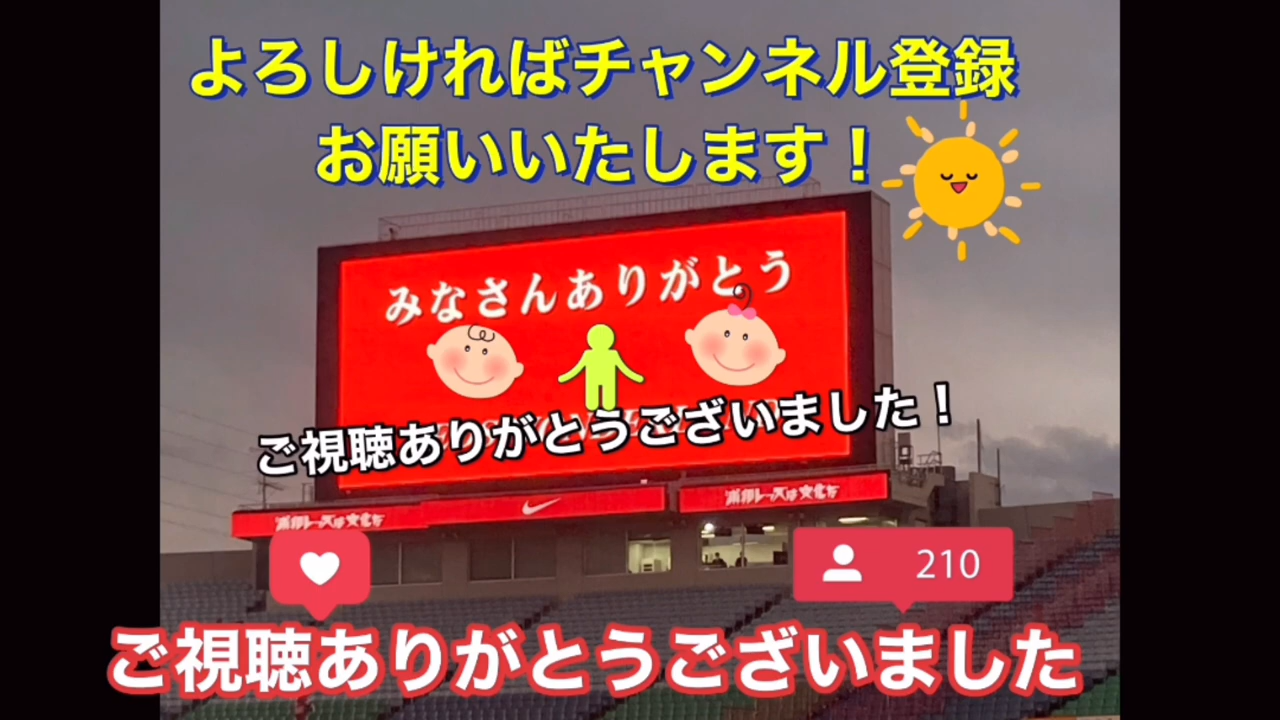 よろしければチャンネル登録
お願いいたします！
みなさんありがとう
ご視聴ありがとうございました！
210
ご視聴ありがとうございました